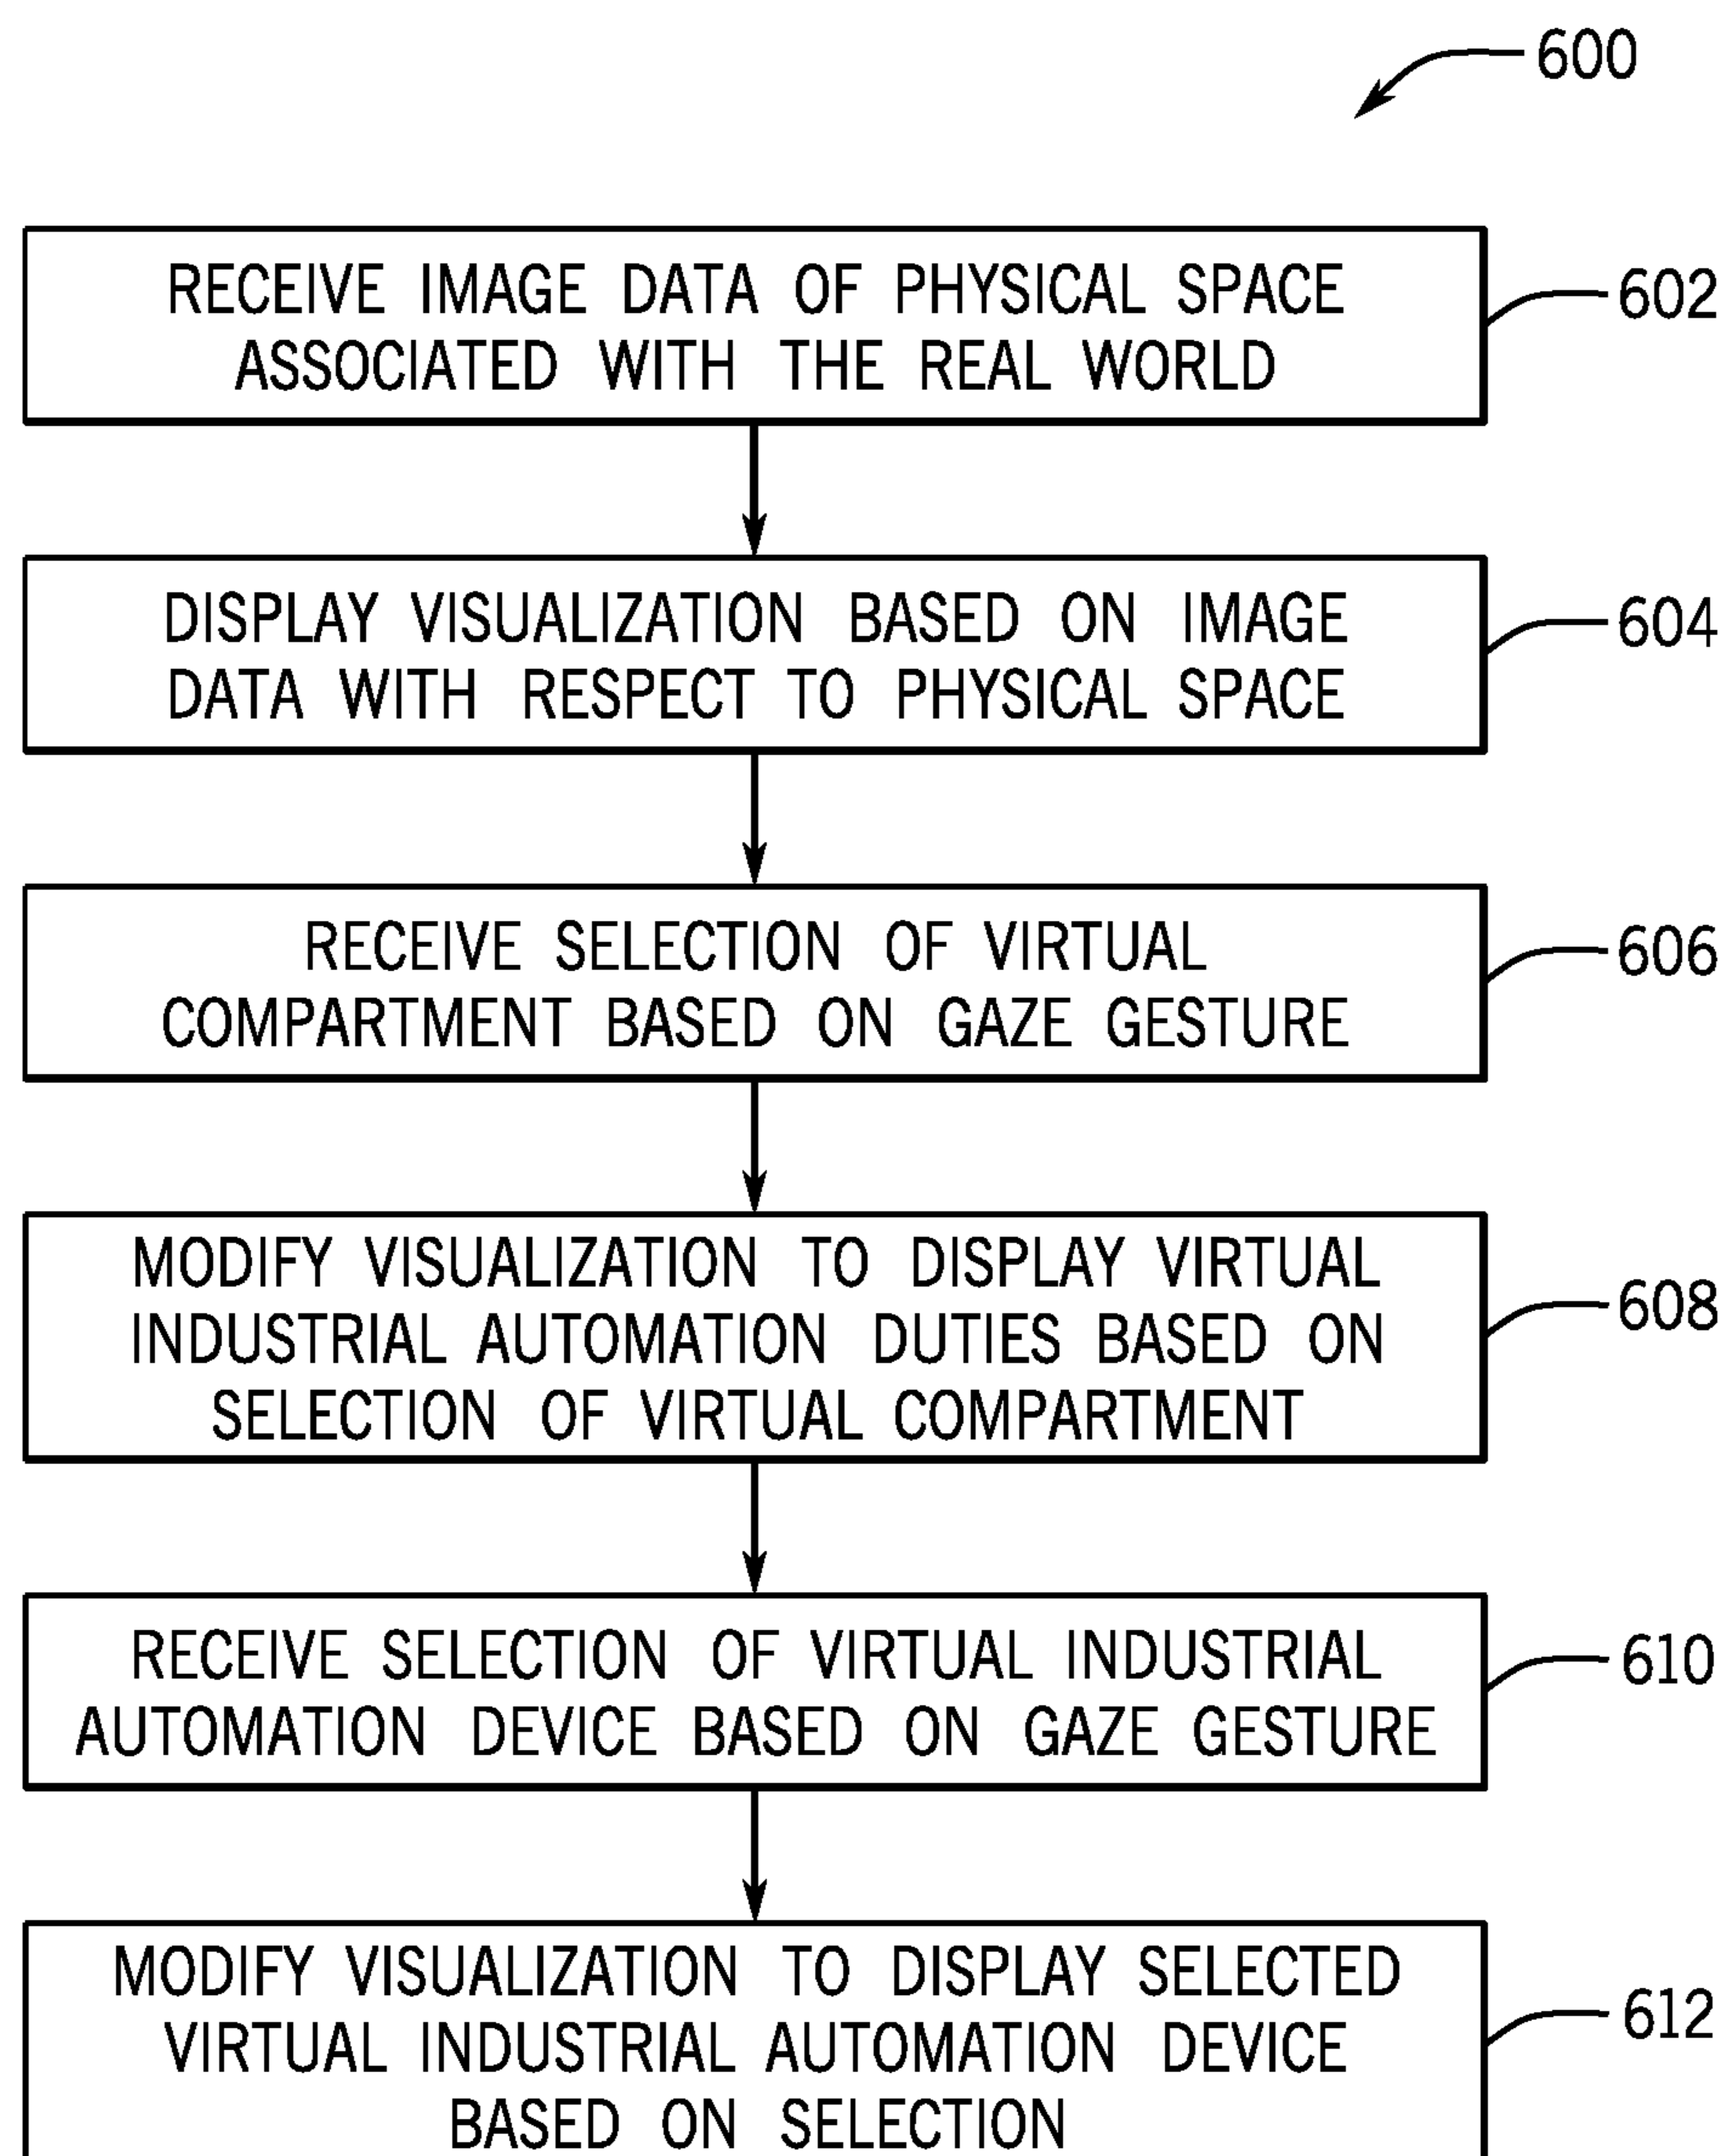 600
RECEIVE IMAGE DATA OF PHYSICAL SPACE
ASSOCIATED WITH THE REAL WORLD
602
DISPLAY VISUALIZATION BASED ON IMAGE
DATA WITH RESPECT TO PHYSICAL SPACE
604
RECEIVE SELECTION OF VIRTUAL
COMPARTMENT BASED ON GAZE GESTURE
606
MODIFY VISUALIZATION TO DISPLAY VIRTUAL
INDUSTRIAL AUTOMATION DUTIES BASED ON
SELECTION OF VIRTUAL COMPARTMENT
608
RECEIVE SELECTION OF VIRTUAL INDUSTRIAL
AUTOMATION DEVICE BASED ON GAZE GESTURE
610
MODIFY VISUALIZATION TO DISPLAY SELECTED
VIRTUAL INDUSTRIAL AUTOMATION DEVICE
BASED ON SELECTION
612